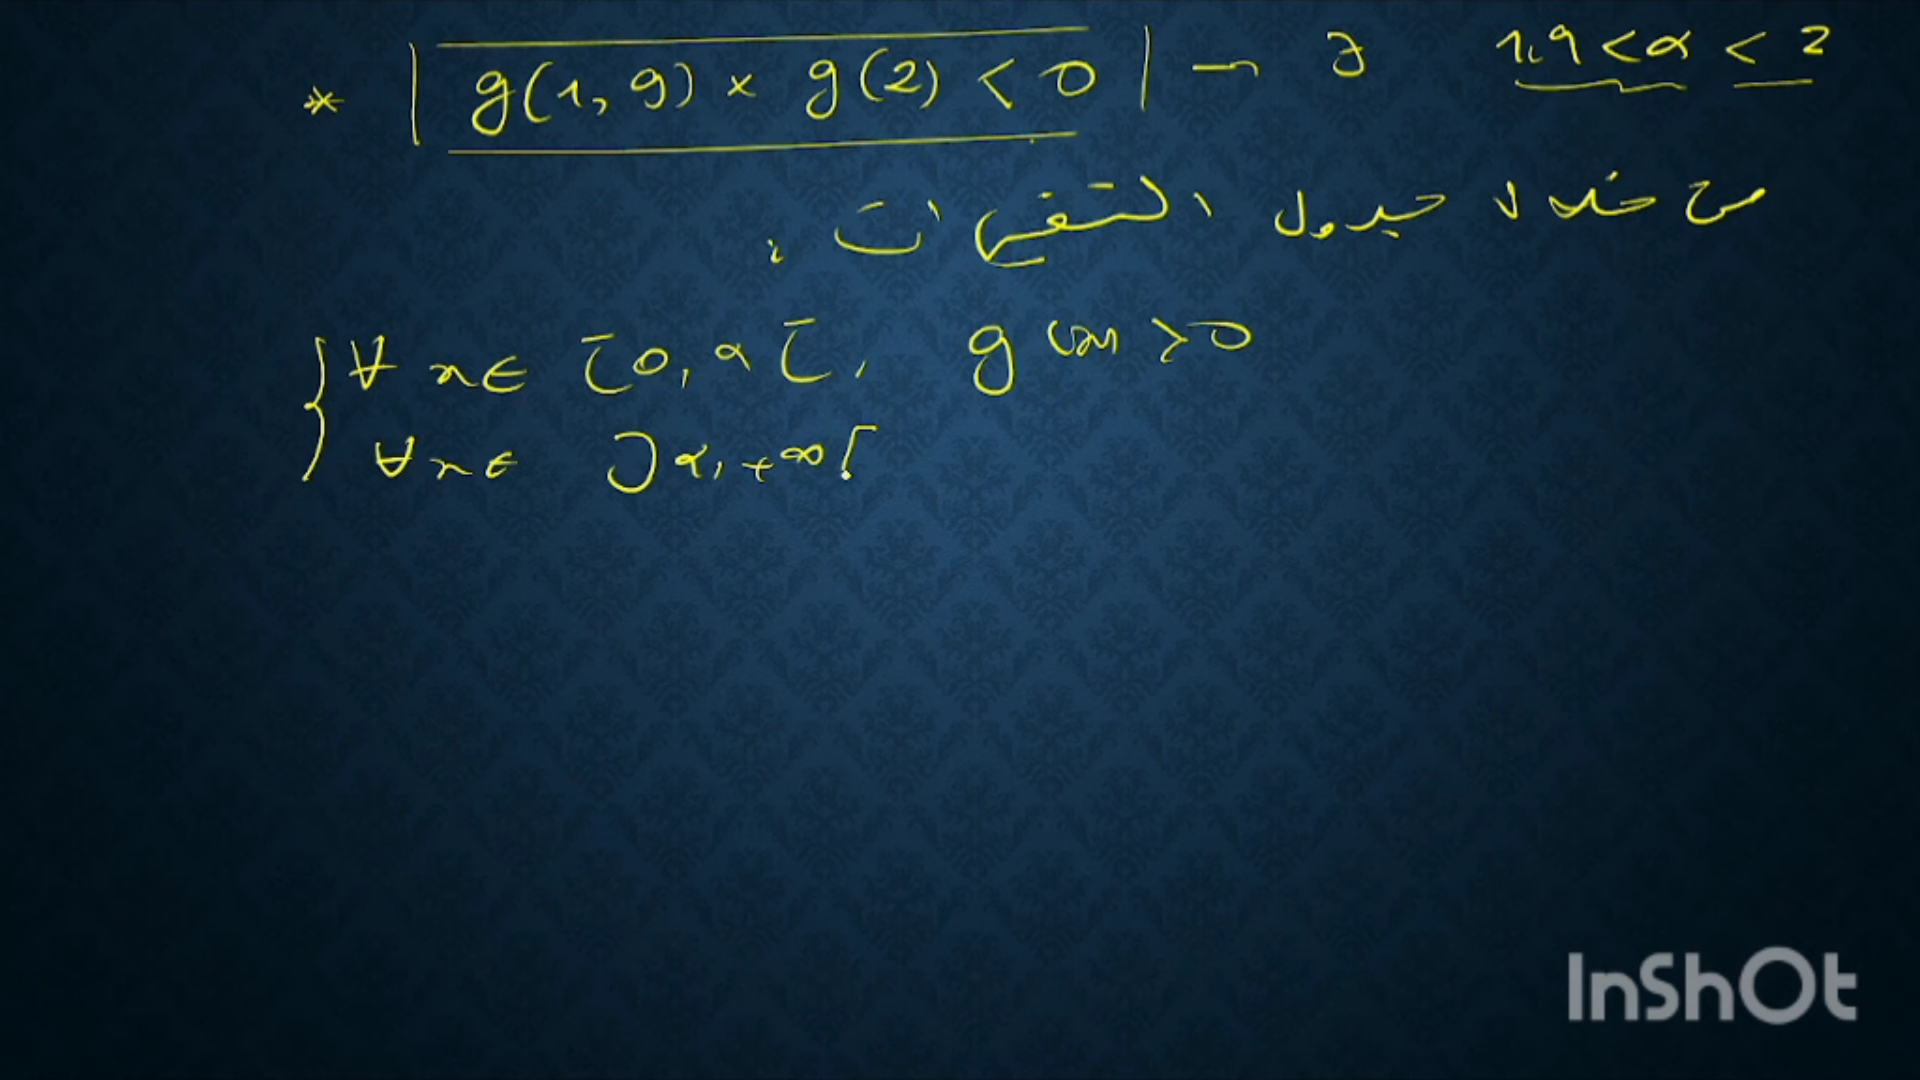 * | g(1,9) × g(2) < 0 | → و 1,9 < α < 2
من خلال جدول التغيرات :
{ ∀ x ∈ [0, α[, g(x) > 0
∀ x ∈ ]α, +∞[
InShOt